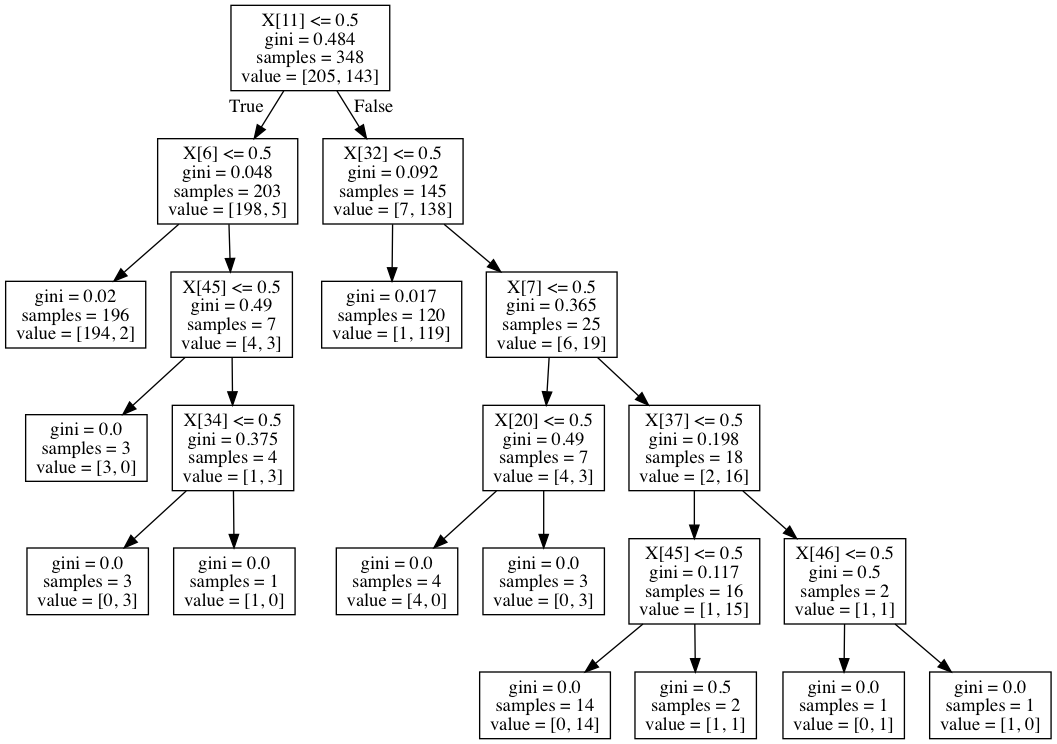 X[11] <= 0.5
gini = 0.484
samples = 348
value = [205, 143]
True
False
X[6] <= 0.5
gini = 0.048
samples = 203
value = [198, 5]
X[32] <= 0.5
gini = 0.092
samples = 145
value = [7, 138]
gini = 0.02
samples = 196
value = [194, 2]
X[45] <= 0.5
gini = 0.49
samples = 7
value = [4, 3]
gini = 0.017
samples = 120
value = [1, 119]
X[7] <= 0.5
gini = 0.365
samples = 25
value = [6, 19]
gini = 0.0
samples = 3
value = [3, 0]
X[34] <= 0.5
gini = 0.375
samples = 4
value = [1, 3]
X[20] <= 0.5
gini = 0.49
samples = 7
value = [4, 3]
X[37] <= 0.5
gini = 0.198
samples = 18
value = [2, 16]
gini = 0.0
samples = 3
value = [0, 3]
gini = 0.0
samples = 1
value = [1, 0]
gini = 0.0
samples = 4
value = [4, 0]
gini = 0.0
samples = 3
value = [0, 3]
X[45] <= 0.5
gini = 0.117
samples = 16
value = [1, 15]
X[46] <= 0.5
gini = 0.5
samples = 2
value = [1, 1]
gini = 0.0
samples = 14
value = [0, 14]
gini = 0.5
samples = 2
value = [1, 1]
gini = 0.0
samples = 1
value = [0, 1]
gini = 0.0
samples = 1
value = [1, 0]